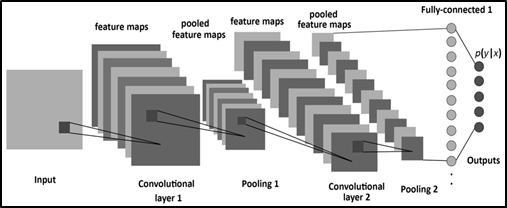 feature maps
pooled
feature maps
feature maps
pooled
feature maps
Fully-connected 1
p(y|x)
Input
Convolutional
layer 1
Pooling 1
Convolutional
layer 2
Pooling 2
Outputs